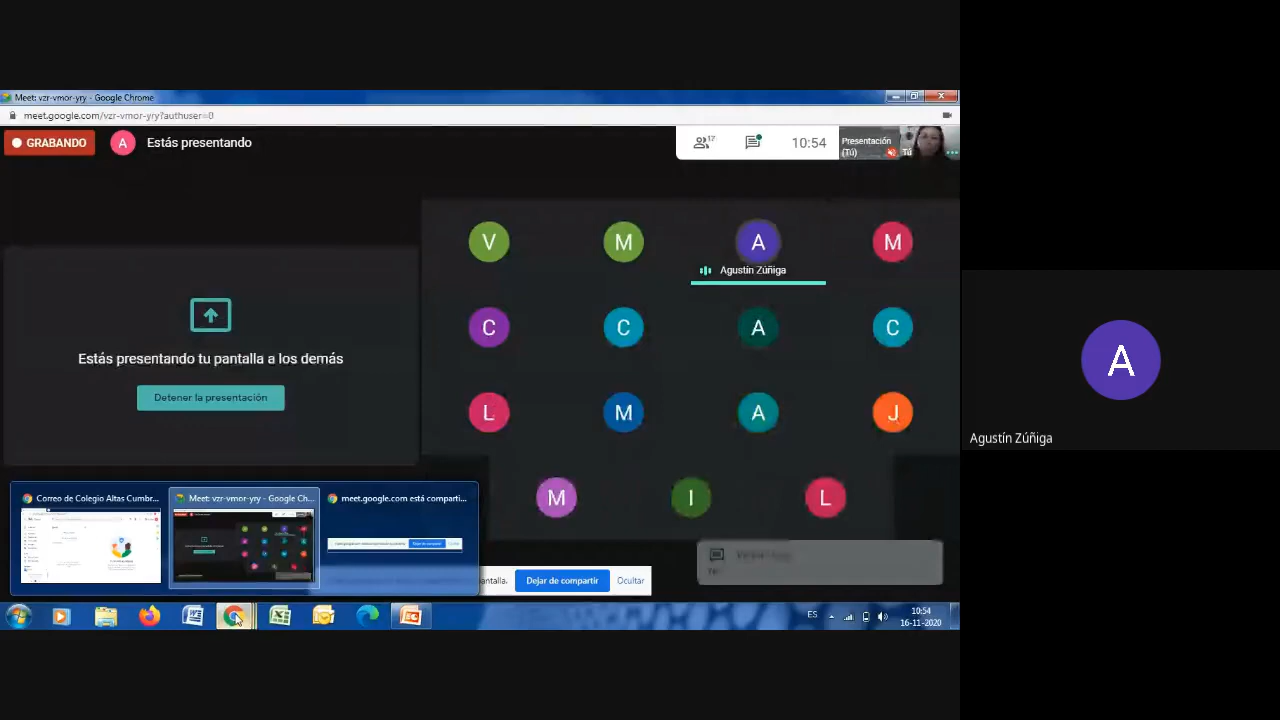 Meet: vzr-vmor-yry - Google Chrome
meet.google.com/vzr-vmor-yry?authuser=0
GRABANDO
A
Estás presentando
17
10:54
Presentación
(Tú)
Tú
V
M
A
M
Agustín Zúñiga
Estás presentando tu pantalla a los demás
Detener la presentación
C
C
A
C
L
M
A
J
M
I
L
Correo de Colegio Altas Cumbr...
Meet: vzr-vmor-yry - Google Ch...
meet.google.com está comparti...
pantalla.
Dejar de compartir
Ocultar
ES
10:54
16-11-2020
A
Agustín Zúñiga